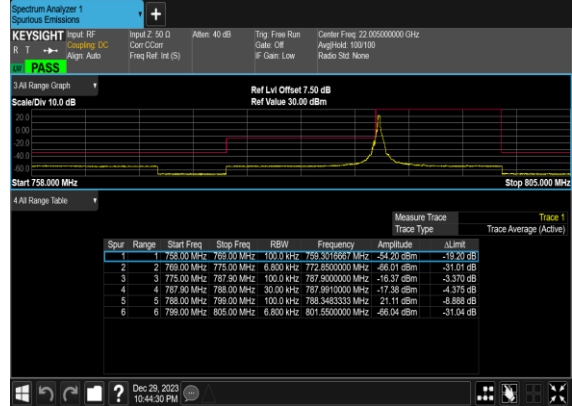 Spectrum Analyzer 1
Spurious Emissions
KEYSIGHT Input: RF Input Z: 50 Ω Atten: 40 dB Trig: Free Run Center Freq: 22.005000000 GHz
R T Coupling: DC Corr CCorr Gate: Off Avg|Hold: 100/100
Align: Auto Freq Ref: Int (S) IF Gain: Low Radio Std: None
LW PASS
3 All Range Graph Ref Lvl Offset 7.50 dB
Scale/Div 10.0 dB Ref Value 30.00 dBm
20.0
0.00
-20.0
-40.0
-60.0
Start 758.000 MHz Stop 805.000 MHz
4 All Range Table
Measure Trace Trace 1
Trace Type Trace Average (Active)
Spur Range Start Freq Stop Freq RBW Frequency Amplitude ΔLimit
1 1 758.00 MHz 769.00 MHz 100.0 kHz 759.3016667 MHz -54.20 dBm -19.20 dB
2 2 769.00 MHz 775.00 MHz 6.800 kHz 772.8500000 MHz -66.01 dBm -31.01 dB
3 3 775.00 MHz 787.90 MHz 100.0 kHz 787.9000000 MHz -16.37 dBm -3.370 dB
4 4 787.90 MHz 788.00 MHz 30.00 kHz 787.9910000 MHz -17.38 dBm -4.375 dB
5 5 788.00 MHz 799.00 MHz 100.0 kHz 788.3483333 MHz 21.11 dBm -8.888 dB
6 6 799.00 MHz 805.00 MHz 6.800 kHz 801.5500000 MHz -66.04 dBm -31.04 dB
Dec 29, 2023
10:44:30 PM